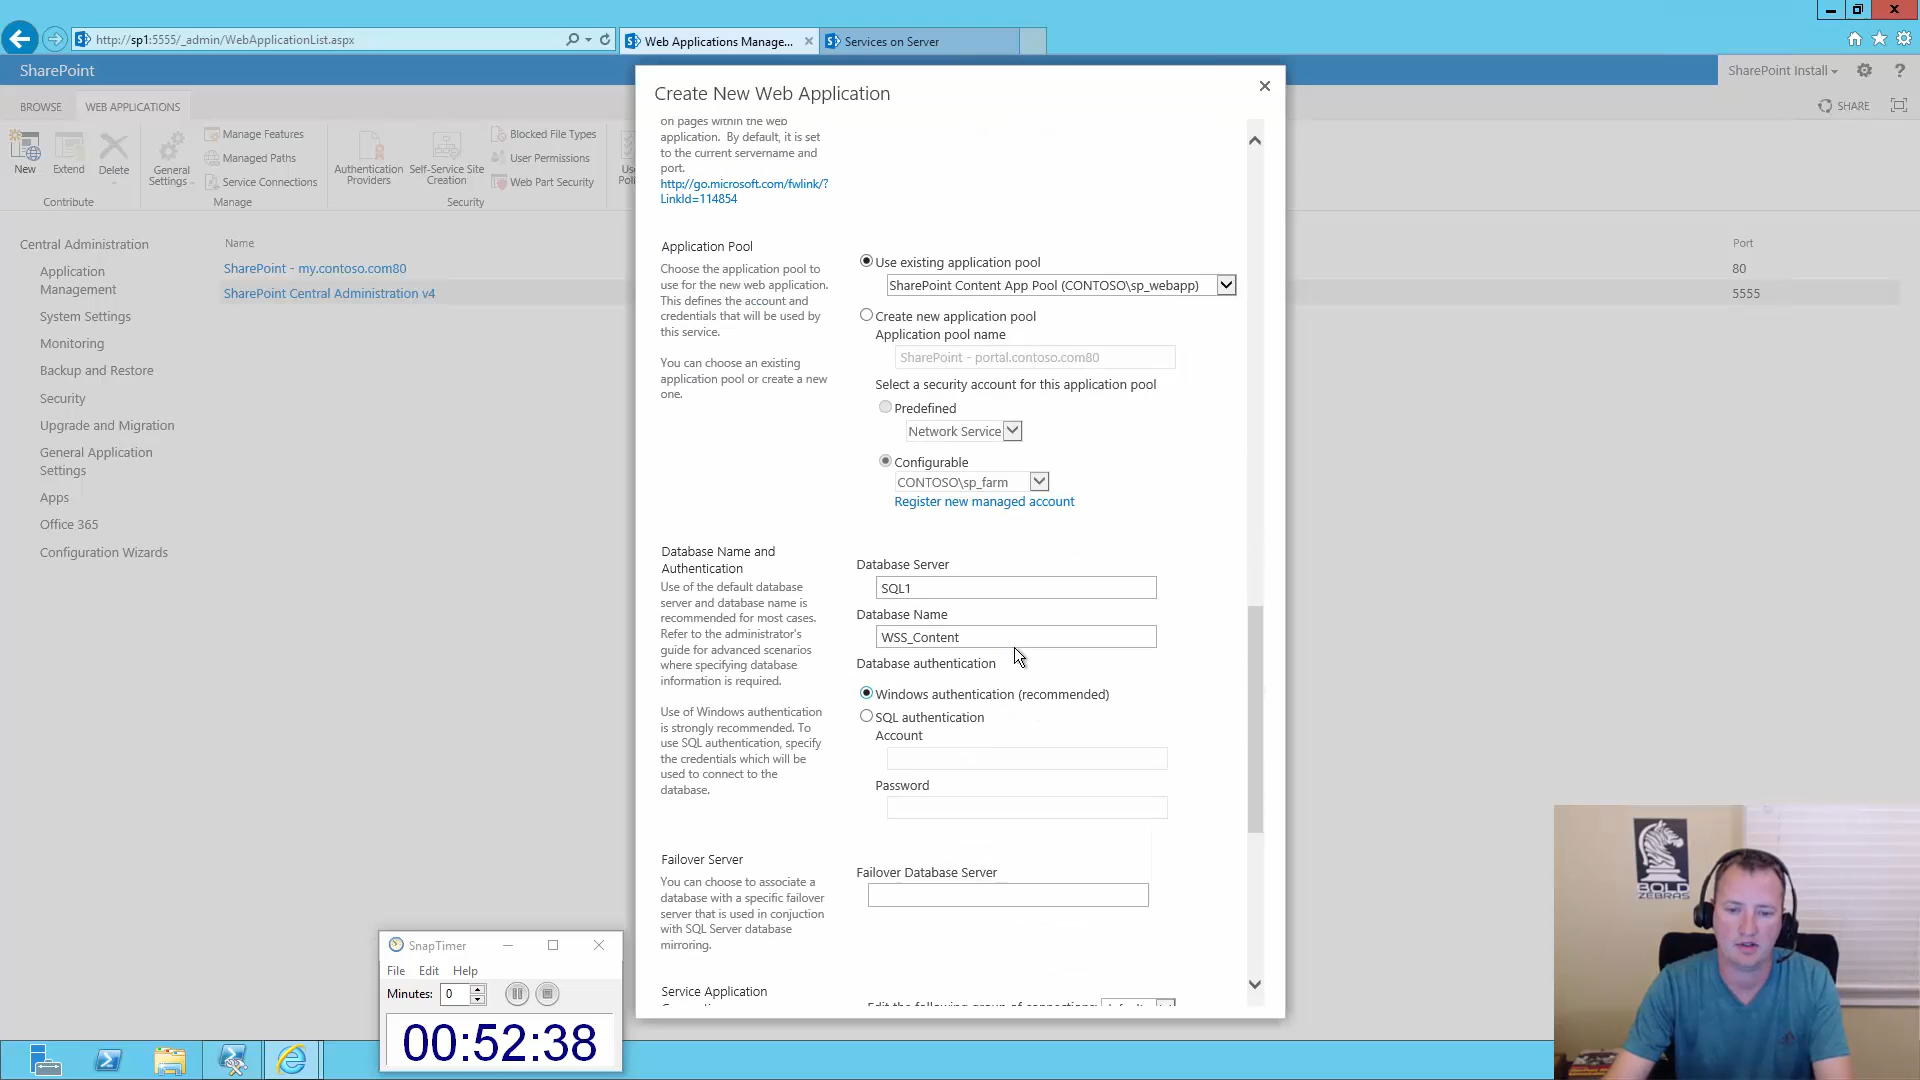 http://sp1:5555/_admin/WebApplicationList.aspx
Web Applications Manage...
Services on Server
SharePoint
SharePoint Install
?
BROWSE
WEB APPLICATIONS
SHARE
New
Extend
Delete
General
Settings
Manage Features
Manage Paths
Service Connections
Authentication
Providers
Self-Service Site
Creation
Blocked File Types
User Permissions
Web Part Security
Contribute
Manage
Security
Central Administration
Application
Management
System Settings
Monitoring
Backup and Restore
Security
Upgrade and Migration
General Application
Settings
Apps
Office 365
Configuration Wizards
Name
Port
SharePoint - my.contoso.com80
80
SharePoint Central Administration v4
5555
Create New Web Application
on pages within the web
application. By default, it is set
to the current servername and
port.
http://go.microsoft.com/fwlink/?
LinkId=114854
Application Pool
Choose the application pool to
use for the new web application.
This defines the account and
credentials that will be used by
this service.
You can choose an existing
application pool or create a new
one.
Use existing application pool
SharePoint Content App Pool (CONTOSO\sp_webapp)
Create new application pool
Application pool name
SharePoint - portal.contoso.com80
Select a security account for this application pool
Predefined
Network Service
Configurable
CONTOSO\sp_farm
Register new managed account
Database Name and
Authentication
Use of the default database
server and database name is
recommended for most cases.
Refer to the administrator's
guide for advanced scenarios
where specifying database
information is required.
Use of Windows authentication
is strongly recommended. To
use SQL authentication, specify
the credentials which will be
used to connect to the
database.
Database Server
SQL1
Database Name
WSS_Content
Database authentication
Windows authentication (recommended)
SQL authentication
Account
Password
Failover Server
You can choose to associate a
database with a specific failover
server that is used in conjuction
with SQL Server database
mirroring.
Failover Database Server
Service Application
Edit the following group of connections:
SnapTimer
File
Edit
Help
Minutes:
0
00:52:38
BOLD
ZEBRAS